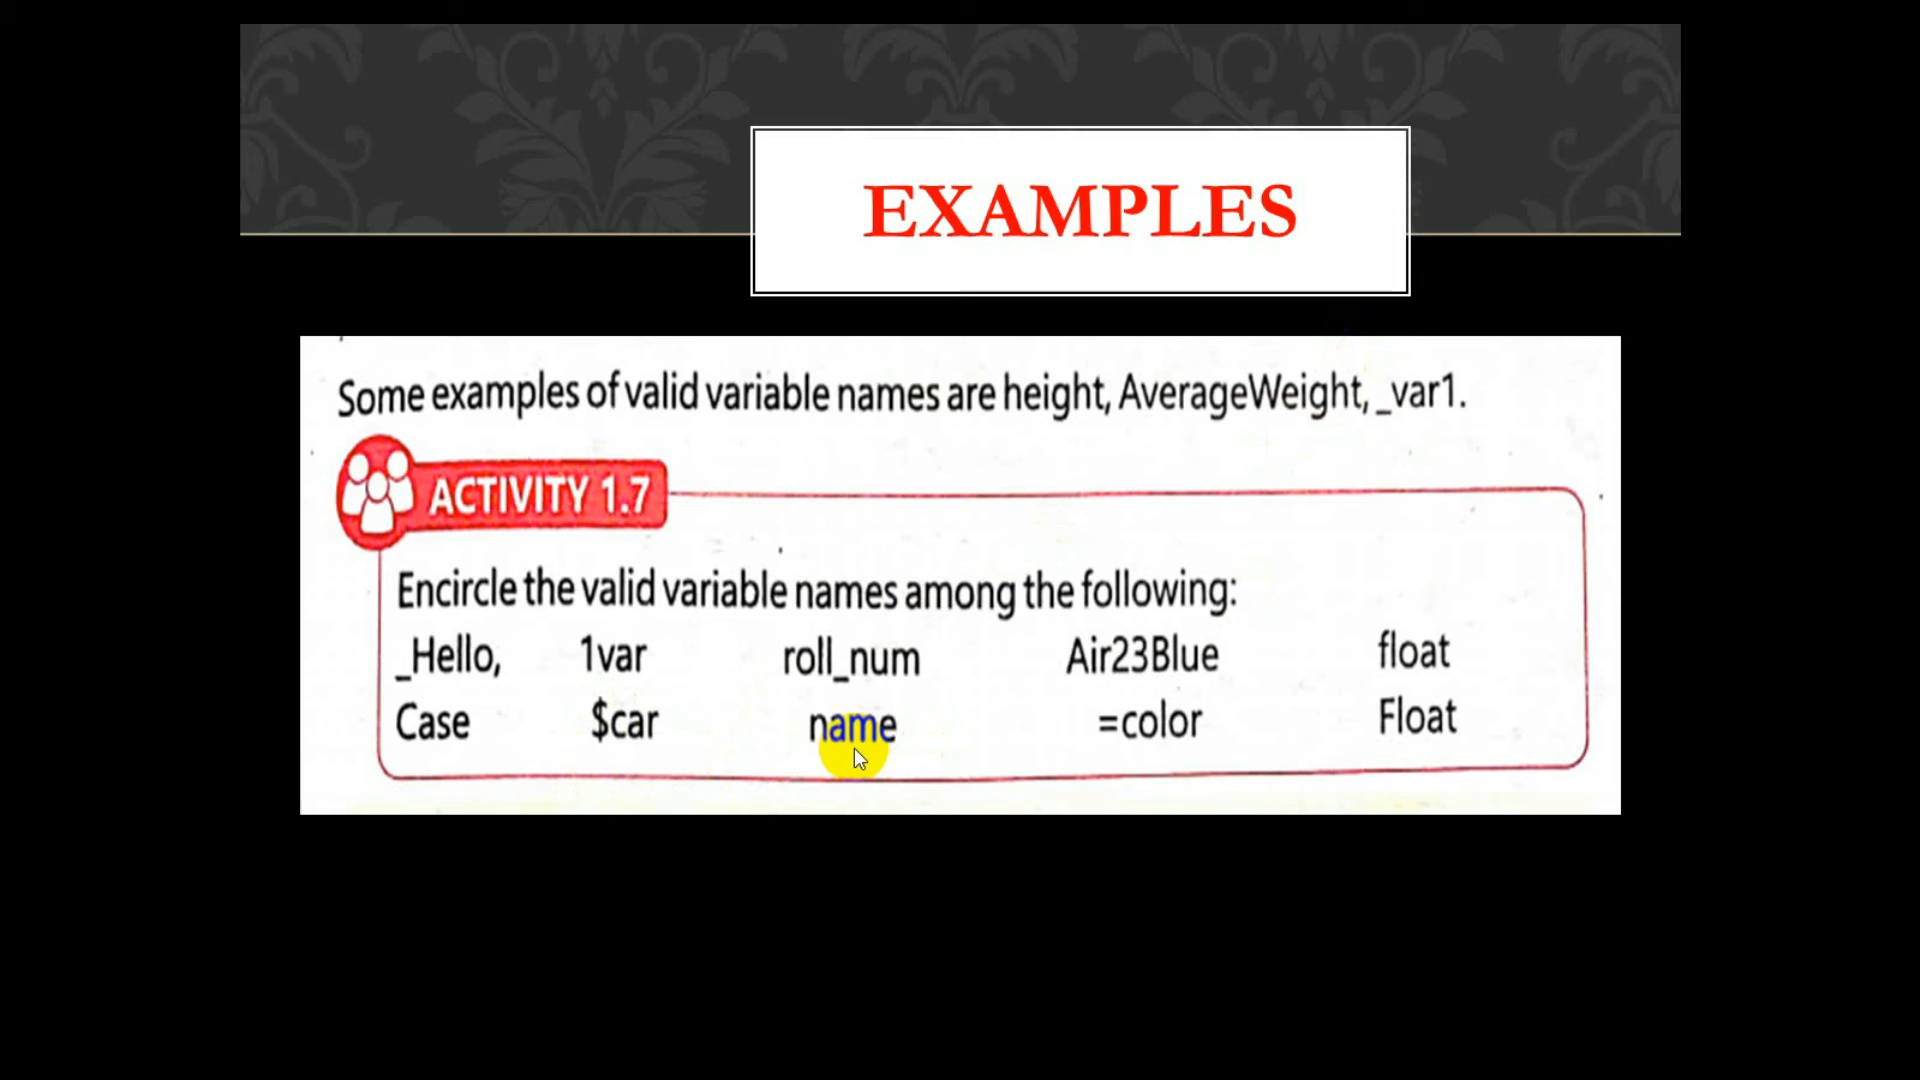 EXAMPLES
Some examples of valid variable names are height, AverageWeight, _var1.
ACTIVITY 1.7
Encircle the valid variable names among the following:
_Hello, 1var roll_num Air23Blue float
Case $car name =color Float